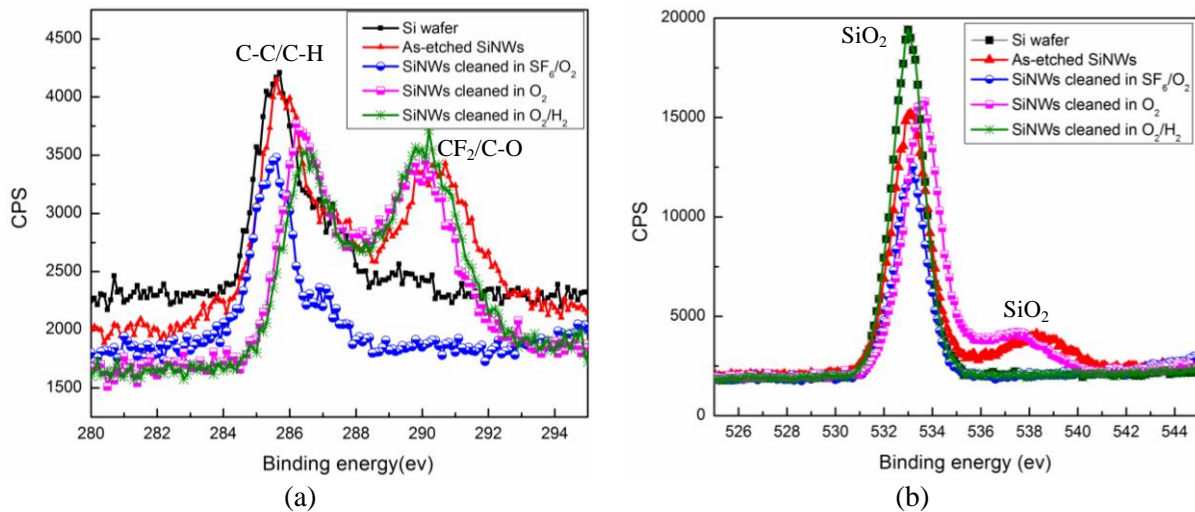 4500
4000
3500
3000
2500
2000
1500
CPS
280 282 284 286 288 290 292 294
Binding energy(ev)
C-C/C-H
CF₂/C-O
Si wafer
As-etched SiNWs
SiNWs cleaned in SF₆/O₂
SiNWs cleaned in O₂
SiNWs cleaned in O₂/H₂
(a)
20000
15000
10000
5000
0
CPS
526 528 530 532 534 536 538 540 542 544
Binding energy (ev)
SiO₂
SiO₂
Si wafer
As-etched SiNWs
SiNWs cleaned in SF₆/O₂
SiNWs cleaned in O₂
SiNWs cleaned in O₂/H₂
(b)